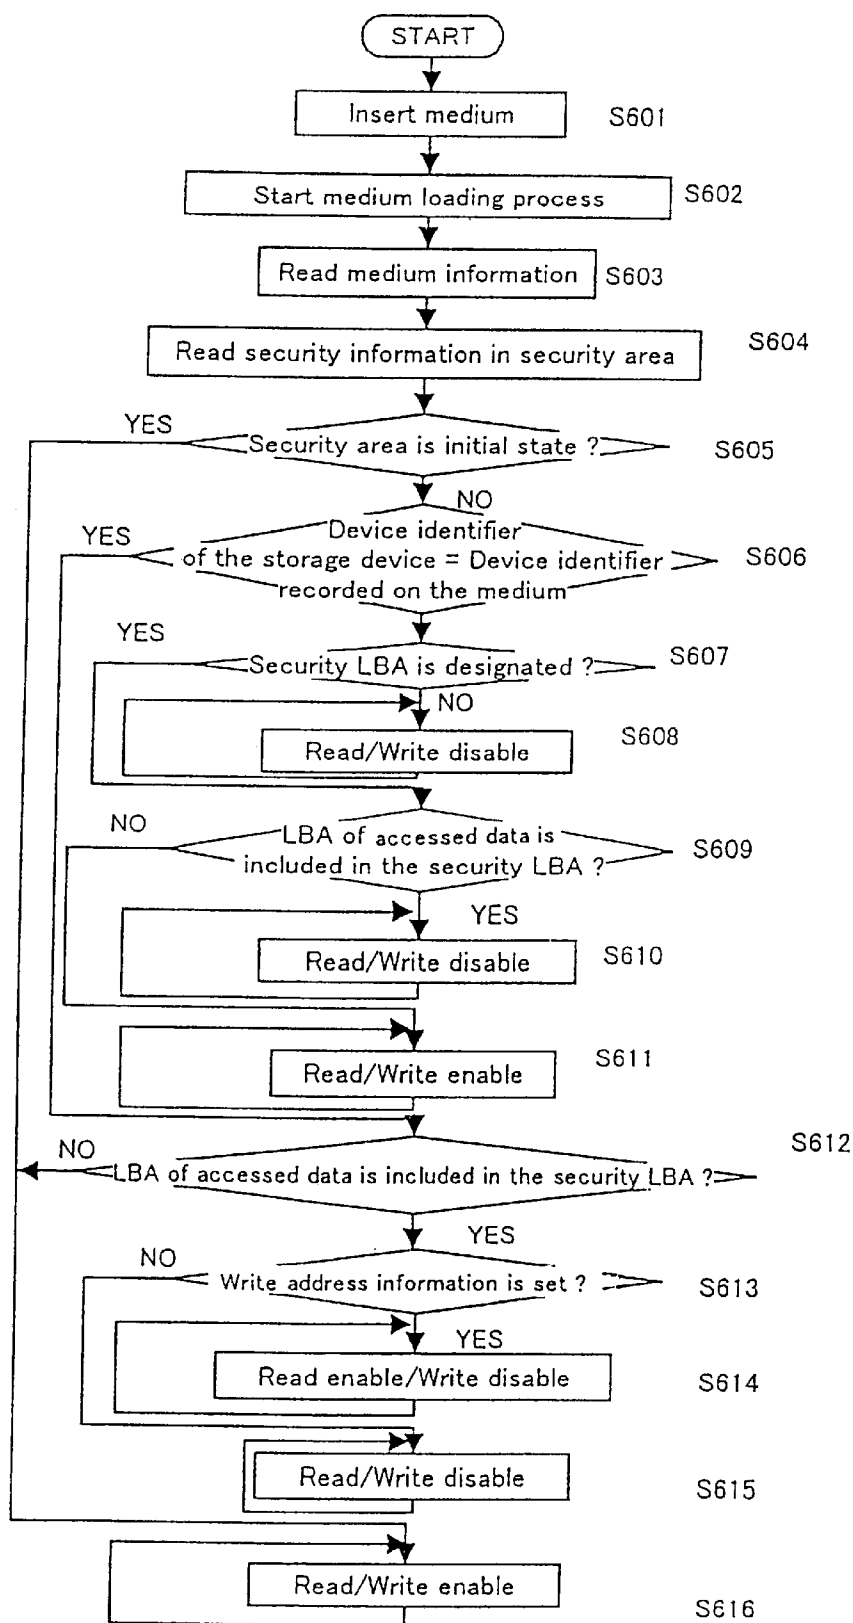 START
Insert medium S601
Start medium loading process S602
Read medium information S603
Read security information in security area S604
YES
Security area is initial state ? S605
NO
YES
Device identifier
of the storage device = Device identifier S606
recorded on the medium
YES
Security LBA is designated ? S607
NO
Read/Write disable S608
NO
LBA of accessed data is
included in the security LBA ? S609
YES
Read/Write disable S610
Read/Write enable S611
S612
NO
LBA of accessed data is included in the security LBA ?
YES
NO
Write address information is set ? S613
YES
Read enable/Write disable S614
Read/Write disable S615
Read/Write enable S616